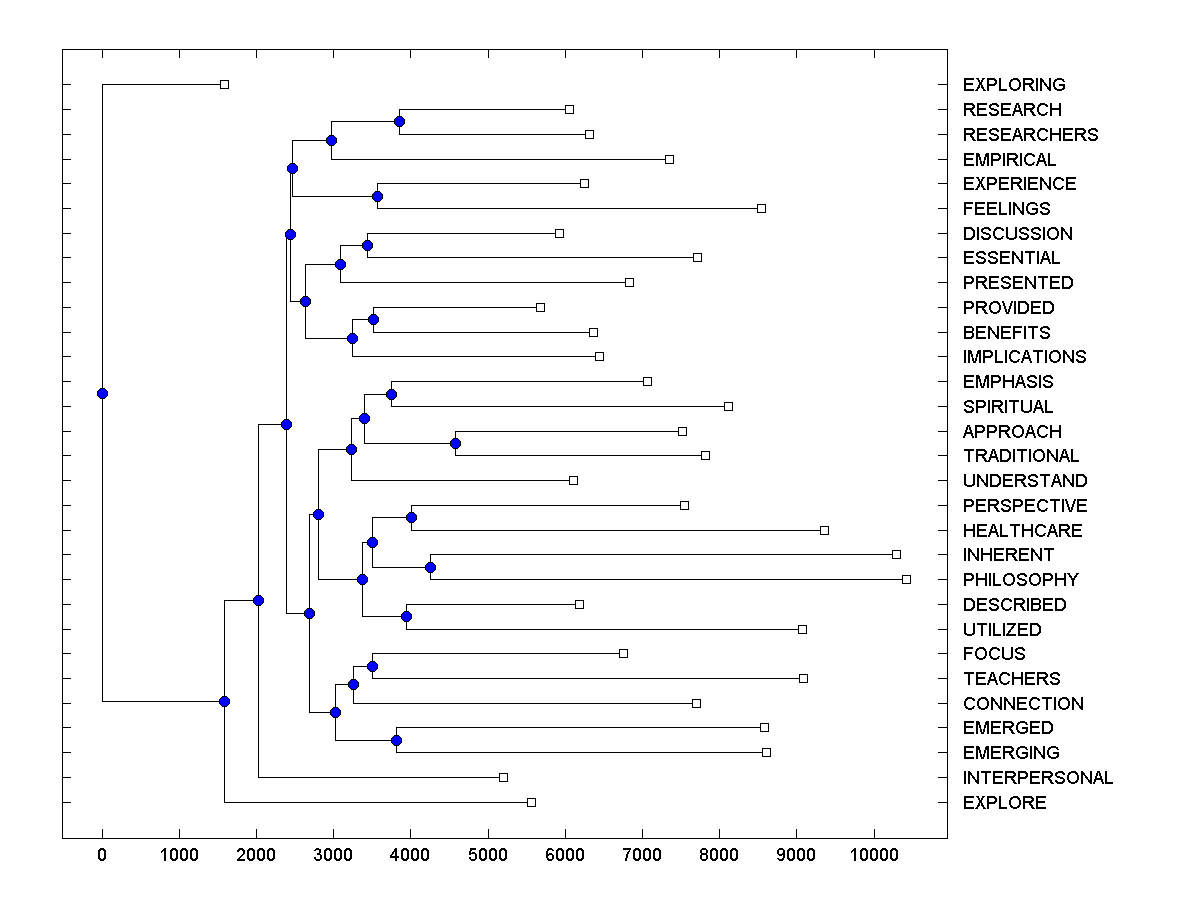 EXPLORING
RESEARCH
RESEARCHERS
EMPIRICAL
EXPERIENCE
FEELINGS
DISCUSSION
ESSENTIAL
PRESENTED
PROVIDED
BENEFITS
IMPLICATIONS
EMPHASIS
SPIRITUAL
APPROACH
TRADITIONAL
UNDERSTAND
PERSPECTIVE
HEALTHCARE
INHERENT
PHILOSOPHY
DESCRIBED
UTILIZED
FOCUS
TEACHERS
CONNECTION
EMERGED
EMERGING
INTERPERSONAL
EXPLORE
0 1000 2000 3000 4000 5000 6000 7000 8000 9000 10000